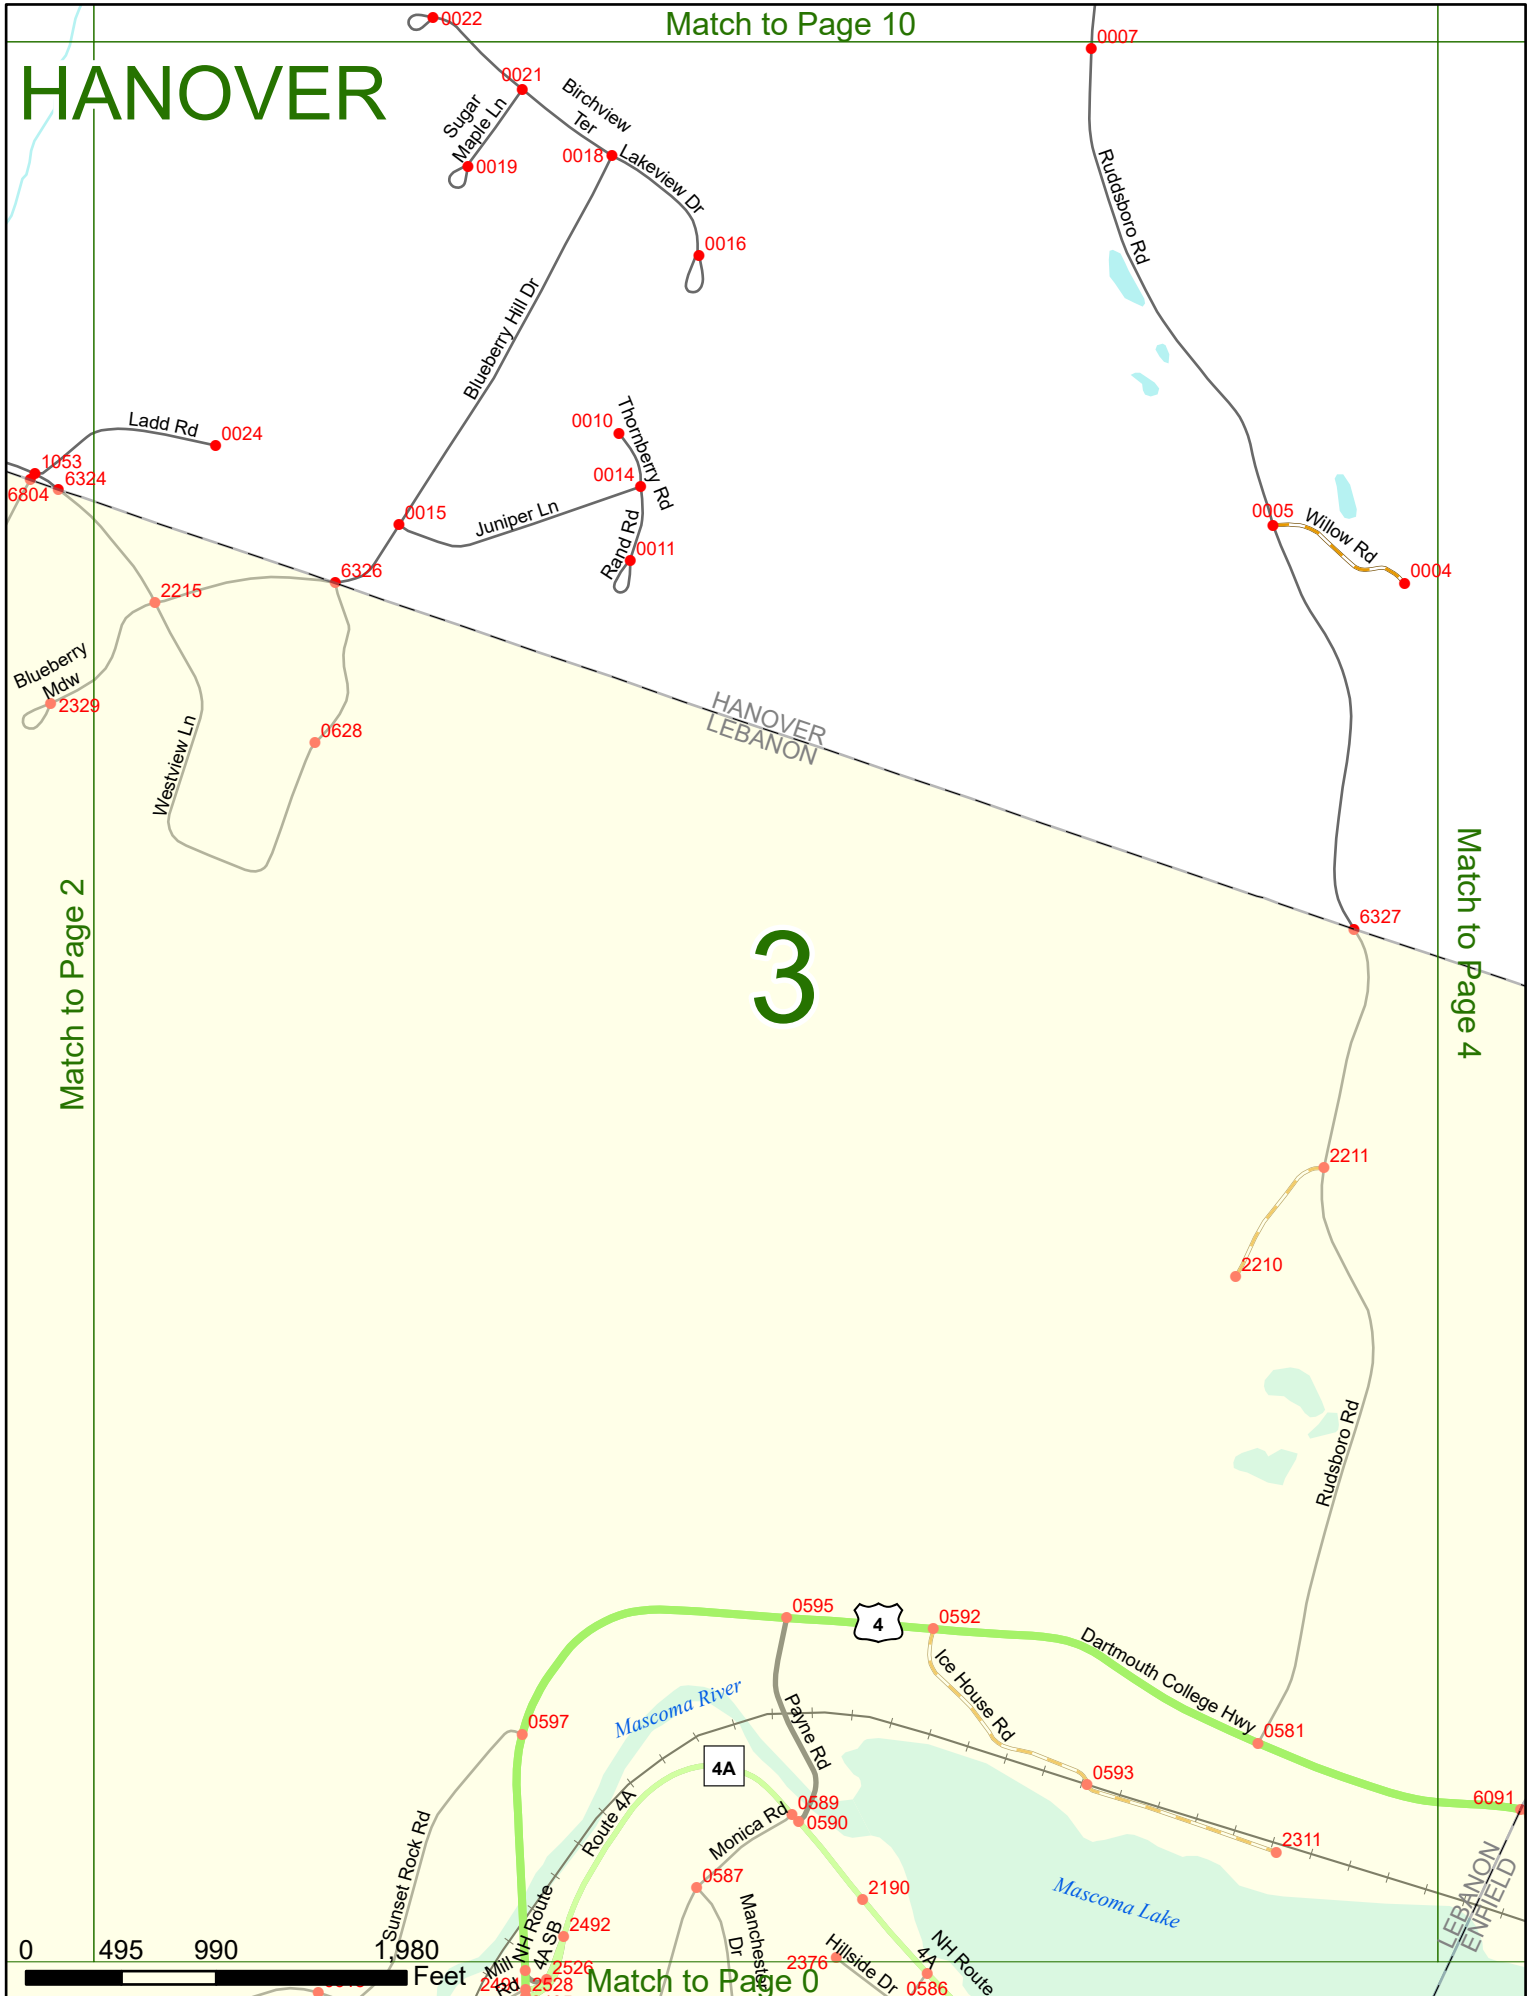 0022
Match to Page 10
0007
HANOVER
0021
Birchview
Ter
Sugar
Maple Ln
0019
0018
Lakeview Dr
Ruddsboro Rd
0016
Blueberry Hill Dr
Ladd Rd
0024
0010
Thornberry Rd
1053
6324
6804
0014
0015
Juniper Ln
Rand Rd
0011
0005
Willow Rd
0004
6326
2215
Blueberry
Mdw
2329
0628
Westview Ln
HANOVER
LEBANON
Match to Page 2
3
6327
Match to Page 4
2211
2210
Rudsboro Rd
0595
4
0592
Dartmouth College Hwy
Ice House Rd
Mascoma River
Payne Rd
0597
0581
4A
0593
6091
0589
0590
Monica Rd
Route 4A
Sunset Rock Rd
2311
0587
2190
Mascoma Lake
LEBANON
ENFIELD
Manchester
Dr
NH Route
4A SB
2492
Hillside Dr
2376
NH Route
4A
0586
Mill
Rd
2526
2528
0
495
990
1,980
Feet
Match to Page 0